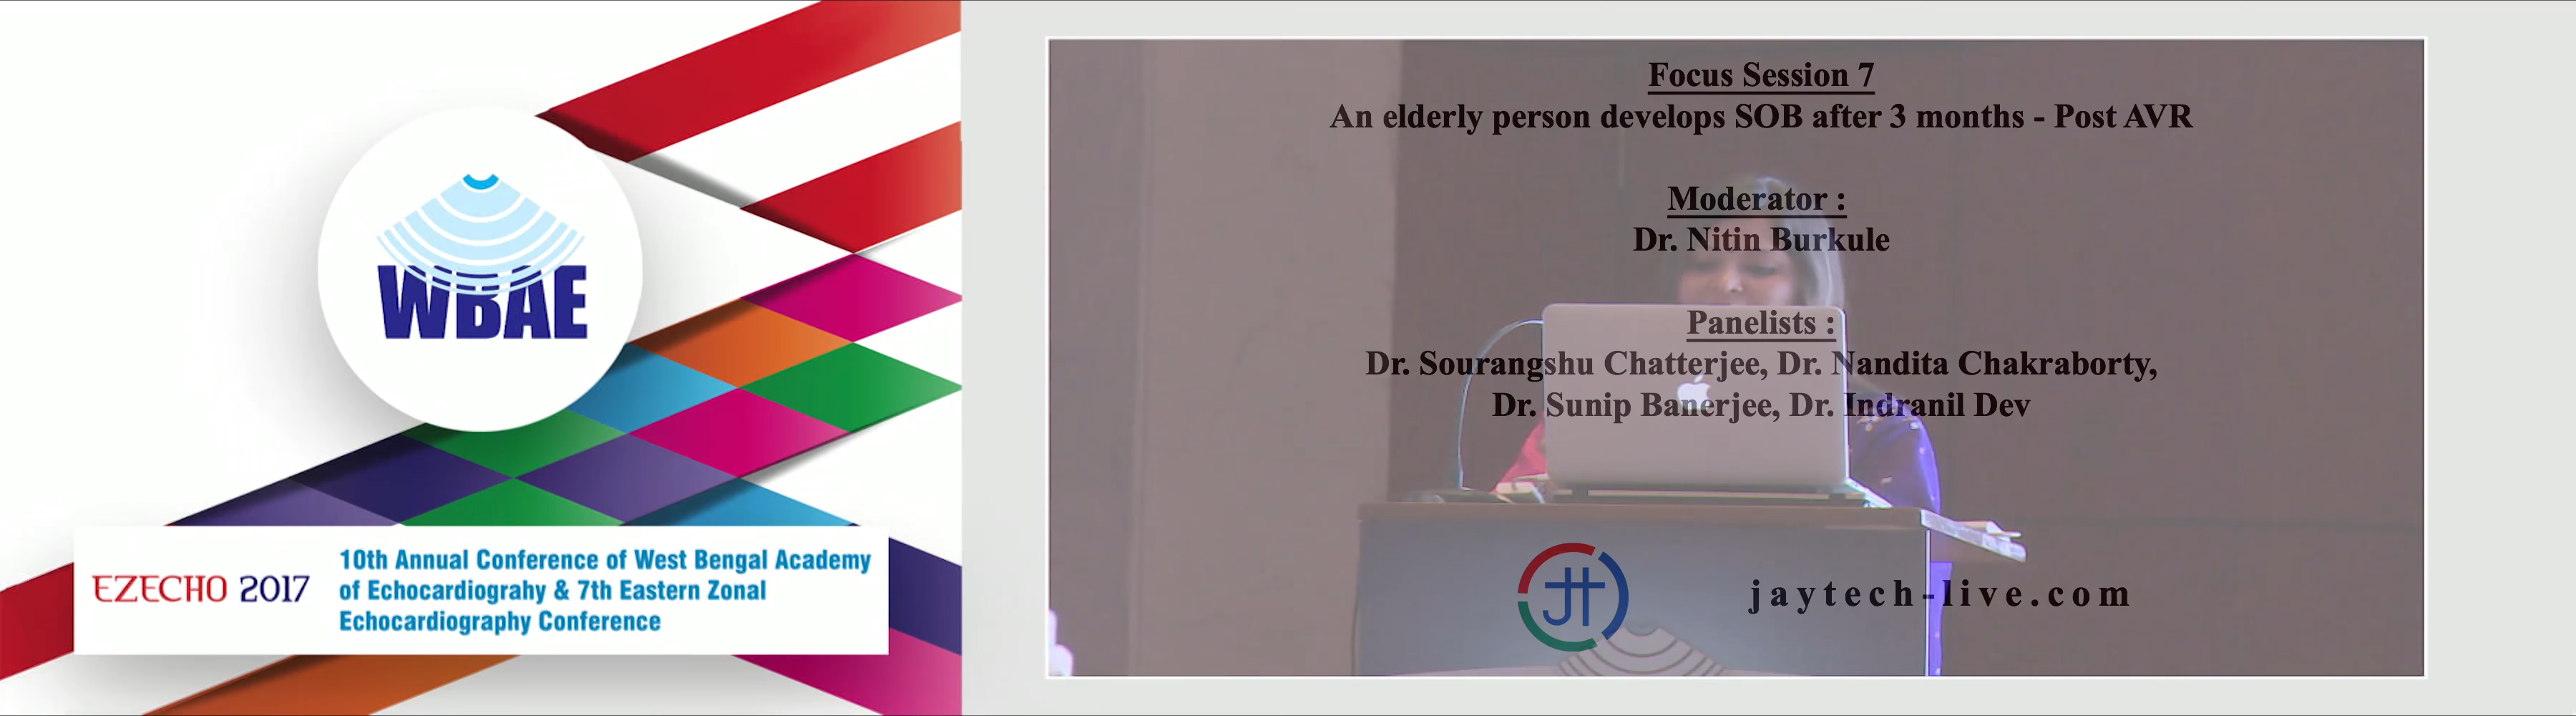 WBAE
EZECHO 2017
10th Annual Conference of West Bengal Academy
of Echocardiograhy & 7th Eastern Zonal
Echocardiography Conference
Focus Session 7
An elderly person develops SOB after 3 months - Post AVR
Moderator :
Dr. Nitin Burkule
Panelists :
Dr. Sourangshu Chatterjee, Dr. Nandita Chakraborty,
Dr. Sunip Banerjee, Dr. Indranil Dev
jaytech-live.com